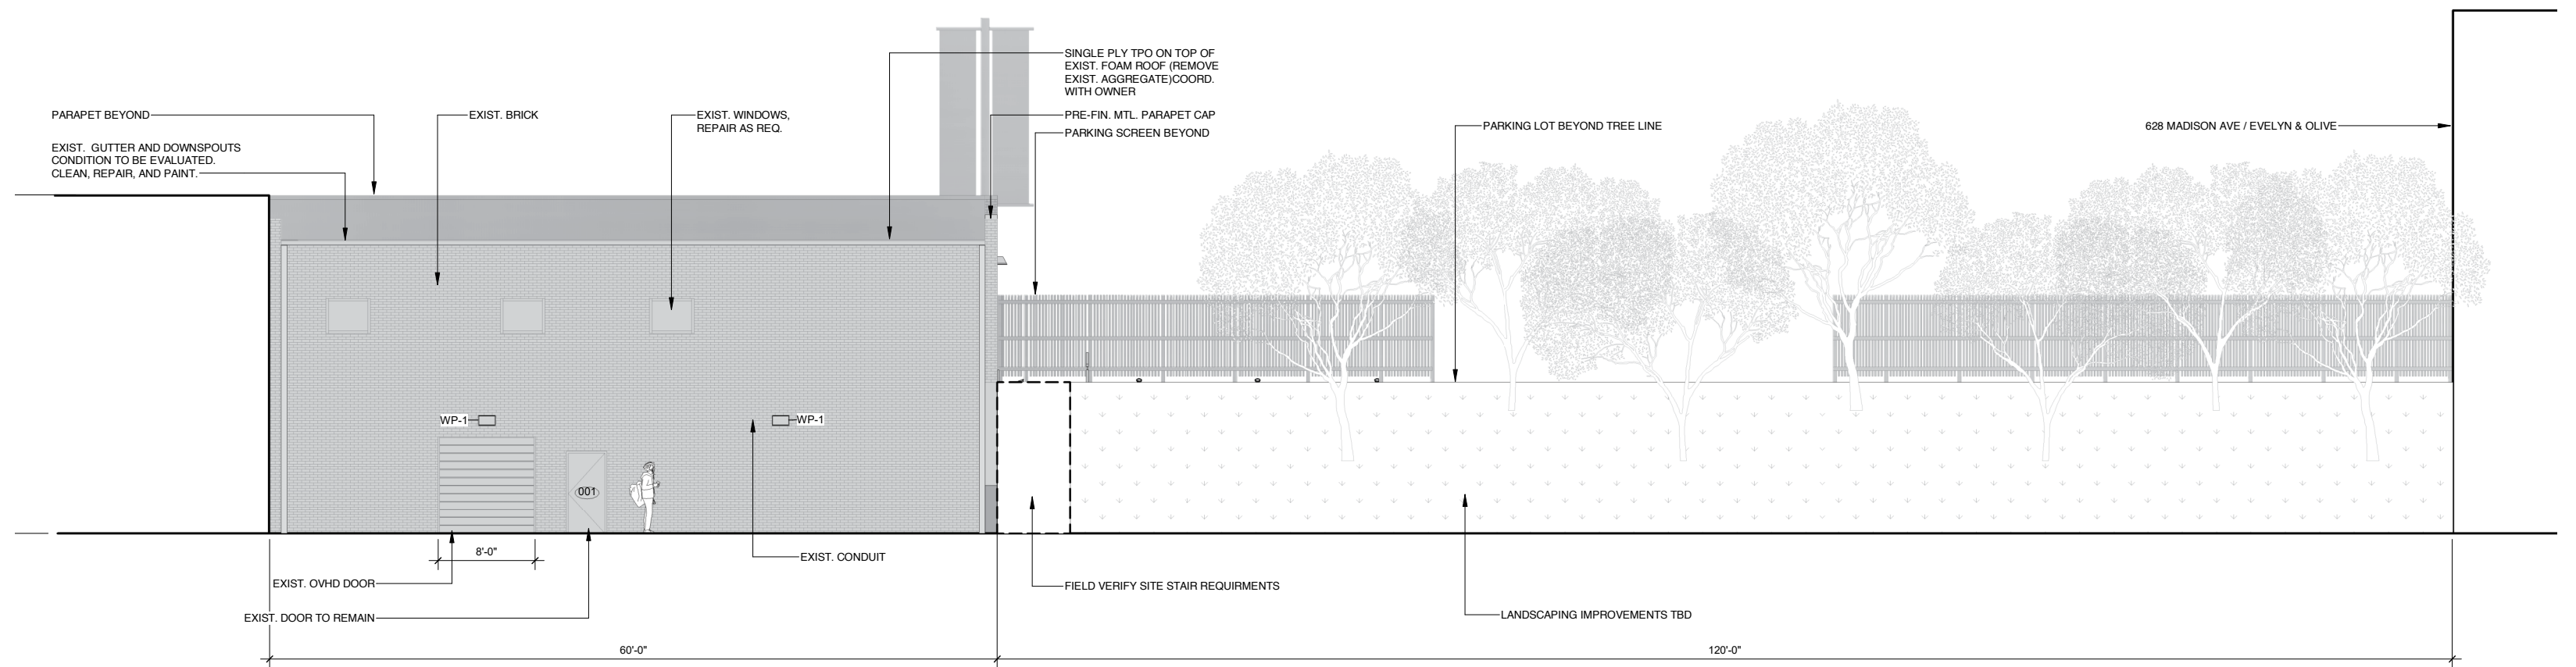 SINGLE PLY TPO ON TOP OF
EXIST. FOAM ROOF (REMOVE
EXIST. AGGREGATE)COORD.
WITH OWNER
PARAPET BEYOND
EXIST. BRICK
EXIST. WINDOWS,
REPAIR AS REQ.
PRE-FIN. MTL. PARAPET CAP
PARKING SCREEN BEYOND
PARKING LOT BEYOND TREE LINE
628 MADISON AVE / EVELYN & OLIVE
EXIST. GUTTER AND DOWNSPOUTS
CONDITION TO BE EVALUATED.
CLEAN, REPAIR, AND PAINT.
WP-1
WP-1
001
8'-0"
EXIST. CONDUIT
EXIST. OVHD DOOR
FIELD VERIFY SITE STAIR REQUIRMENTS
EXIST. DOOR TO REMAIN
LANDSCAPING IMPROVEMENTS TBD
60'-0"
120'-0"